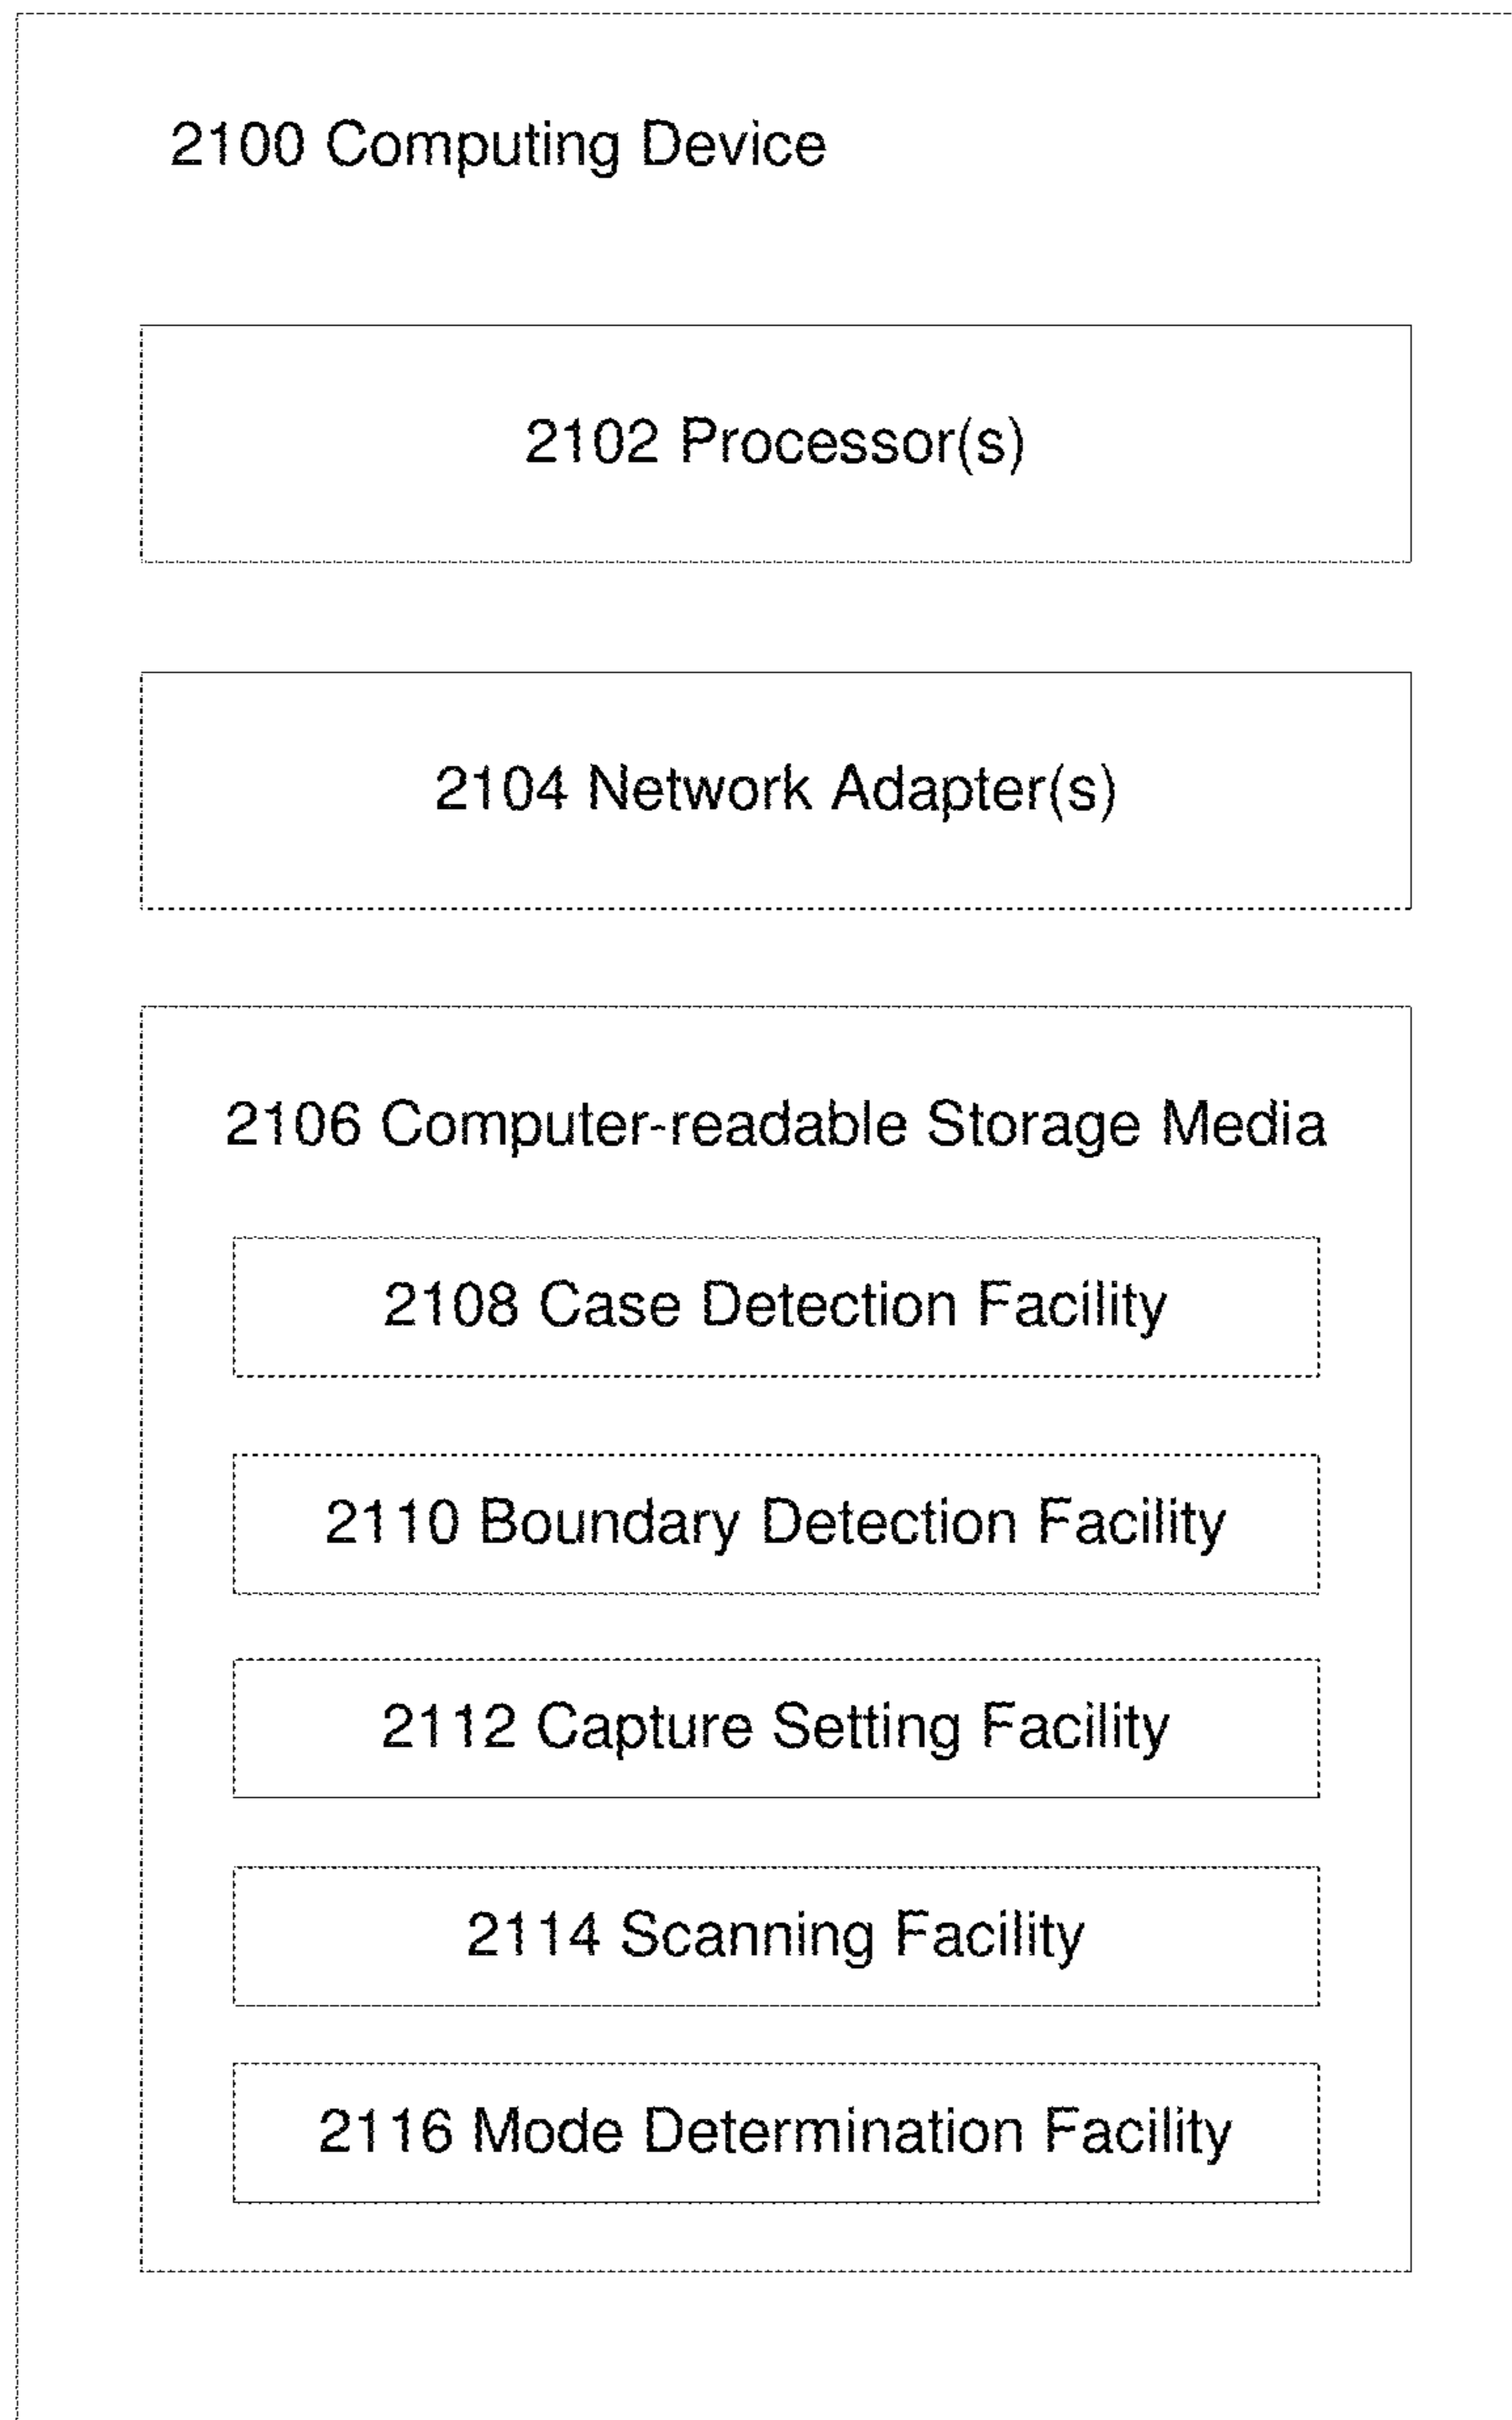 2100 Computing Device
2102 Processor(s)
2104 Network Adapter(s)
2106 Computer-readable Storage Media
2108 Case Detection Facility
2110 Boundary Detection Facility
2112 Capture Setting Facility
2114 Scanning Facility
2116 Mode Determination Facility